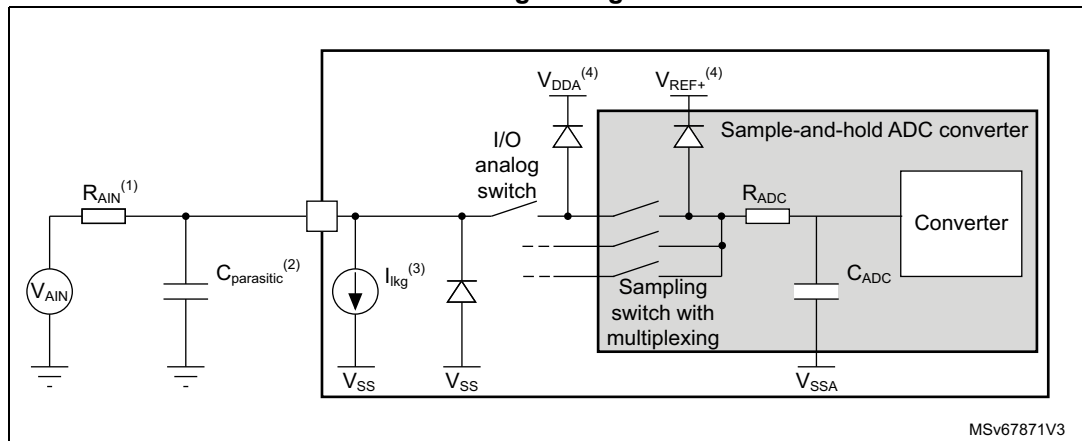 V_DDA^(4)
V_REF+^(4)
Sample-and-hold ADC converter
I/O
analog
switch
R_AIN^(1)
R_ADC
Converter
V_AIN
C_parasitic^(2)
I_lkg^(3)
C_ADC
Sampling
switch with
multiplexing
V_SS
V_SS
V_SSA
MSv67871V3